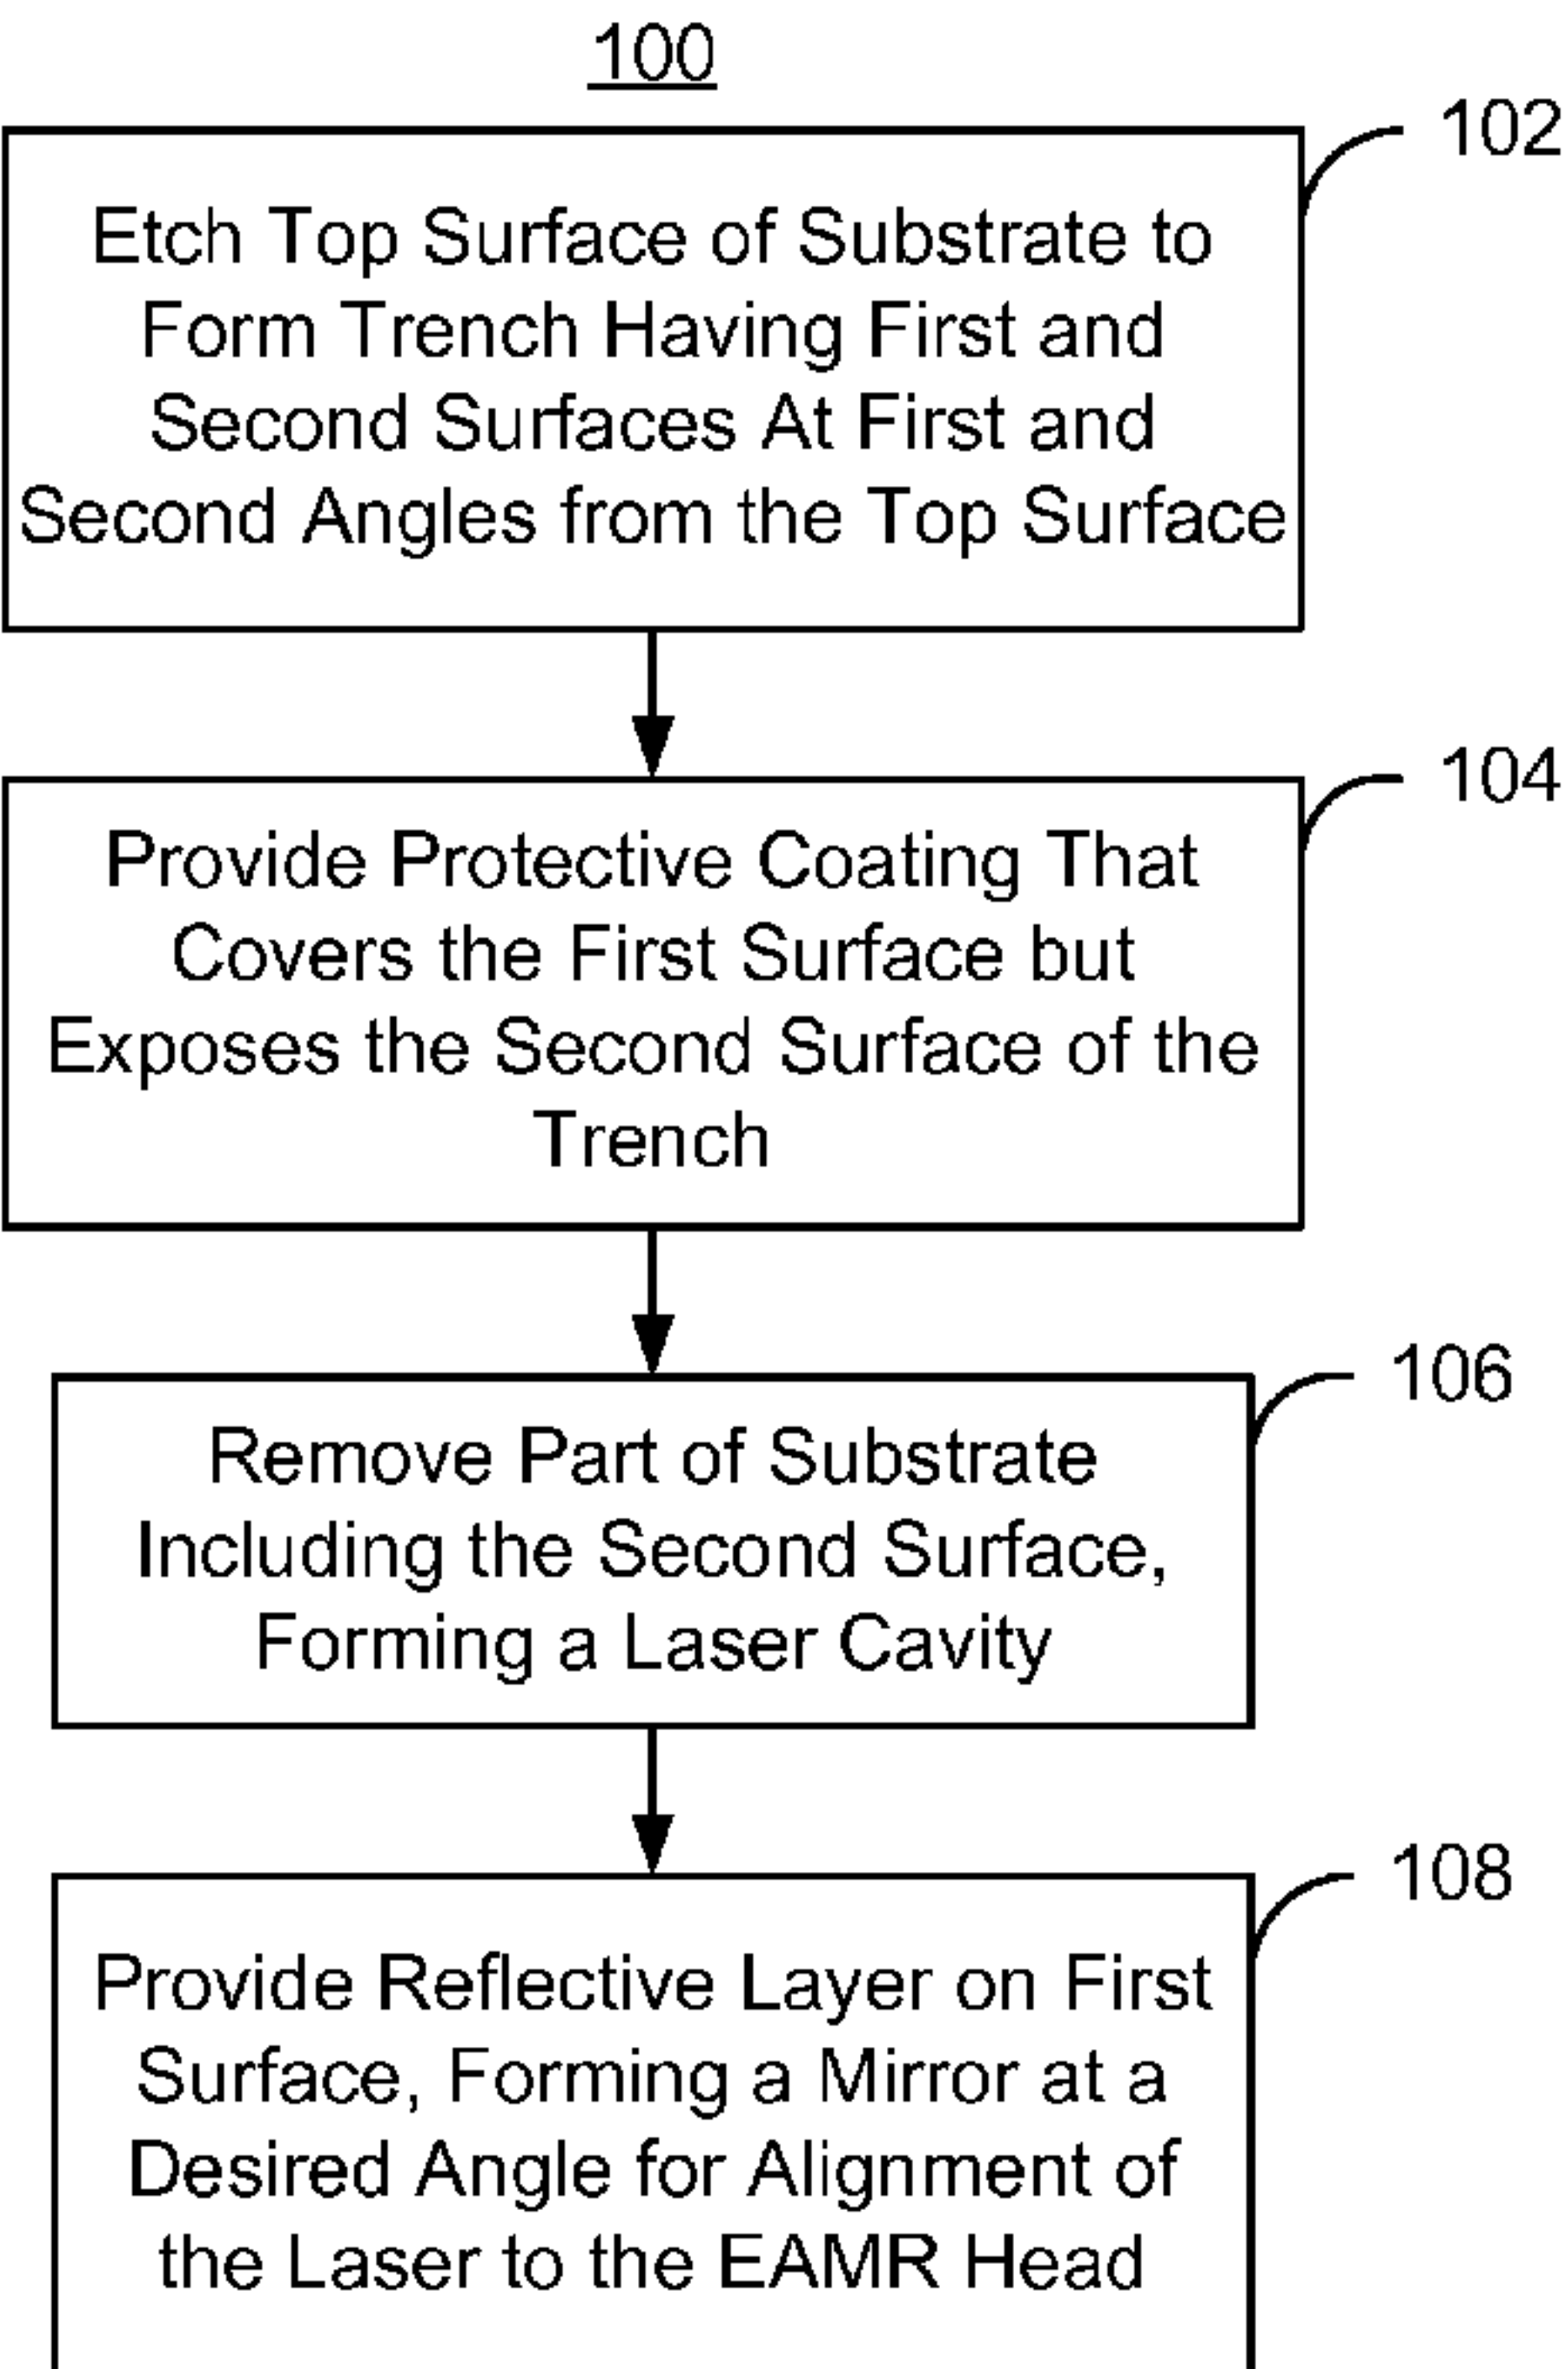 100
102
Etch Top Surface of Substrate to
Form Trench Having First and
Second Surfaces At First and
Second Angles from the Top Surface
104
Provide Protective Coating That
Covers the First Surface but
Exposes the Second Surface of the
Trench
106
Remove Part of Substrate
Including the Second Surface,
Forming a Laser Cavity
108
Provide Reflective Layer on First
Surface, Forming a Mirror at a
Desired Angle for Alignment of
the Laser to the EAMR Head